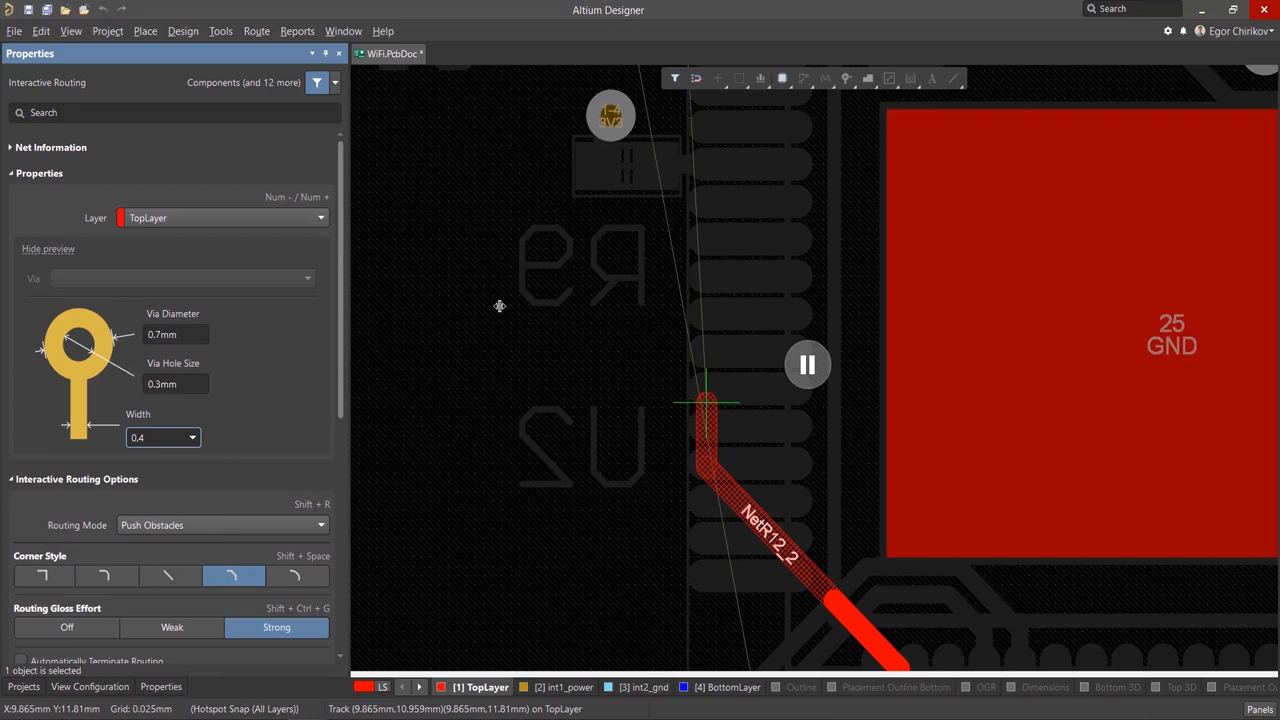 Altium Designer
Search
File Edit View Project Place Design Tools Route Reports Window Help
Egor Chirikov
Properties
WiFi.PcbDoc *
Interactive Routing
Components (and 12 more)
Search
Net Information
Properties
Num - / Num +
Layer
TopLayer
Hide preview
Via
Via Diameter
0.7mm
Via Hole Size
0.3mm
Width
0,4
Interactive Routing Options
Shift + R
Routing Mode
Push Obstacles
Corner Style
Shift + Space
Routing Gloss Effort
Shift + Ctrl + G
Off
Weak
Strong
Automatically Terminate Routing
1 object is selected
1-4
3V3
R9
U2
25
GND
NetR12_2
Projects
View Configuration
Properties
LS
[1] TopLayer
[2] int1_power
[3] int2_gnd
[4] BottomLayer
Outline
Placement Outline Bottom
OGR
Dimensions
Bottom 3D
Top 3D
Placement Ou
X:9.865mm Y:11.81mm Grid: 0.025mm
(Hotspot Snap (All Layers))
Track (9.865mm,10.959mm)(9.865mm,11.81mm) on TopLayer
Panels